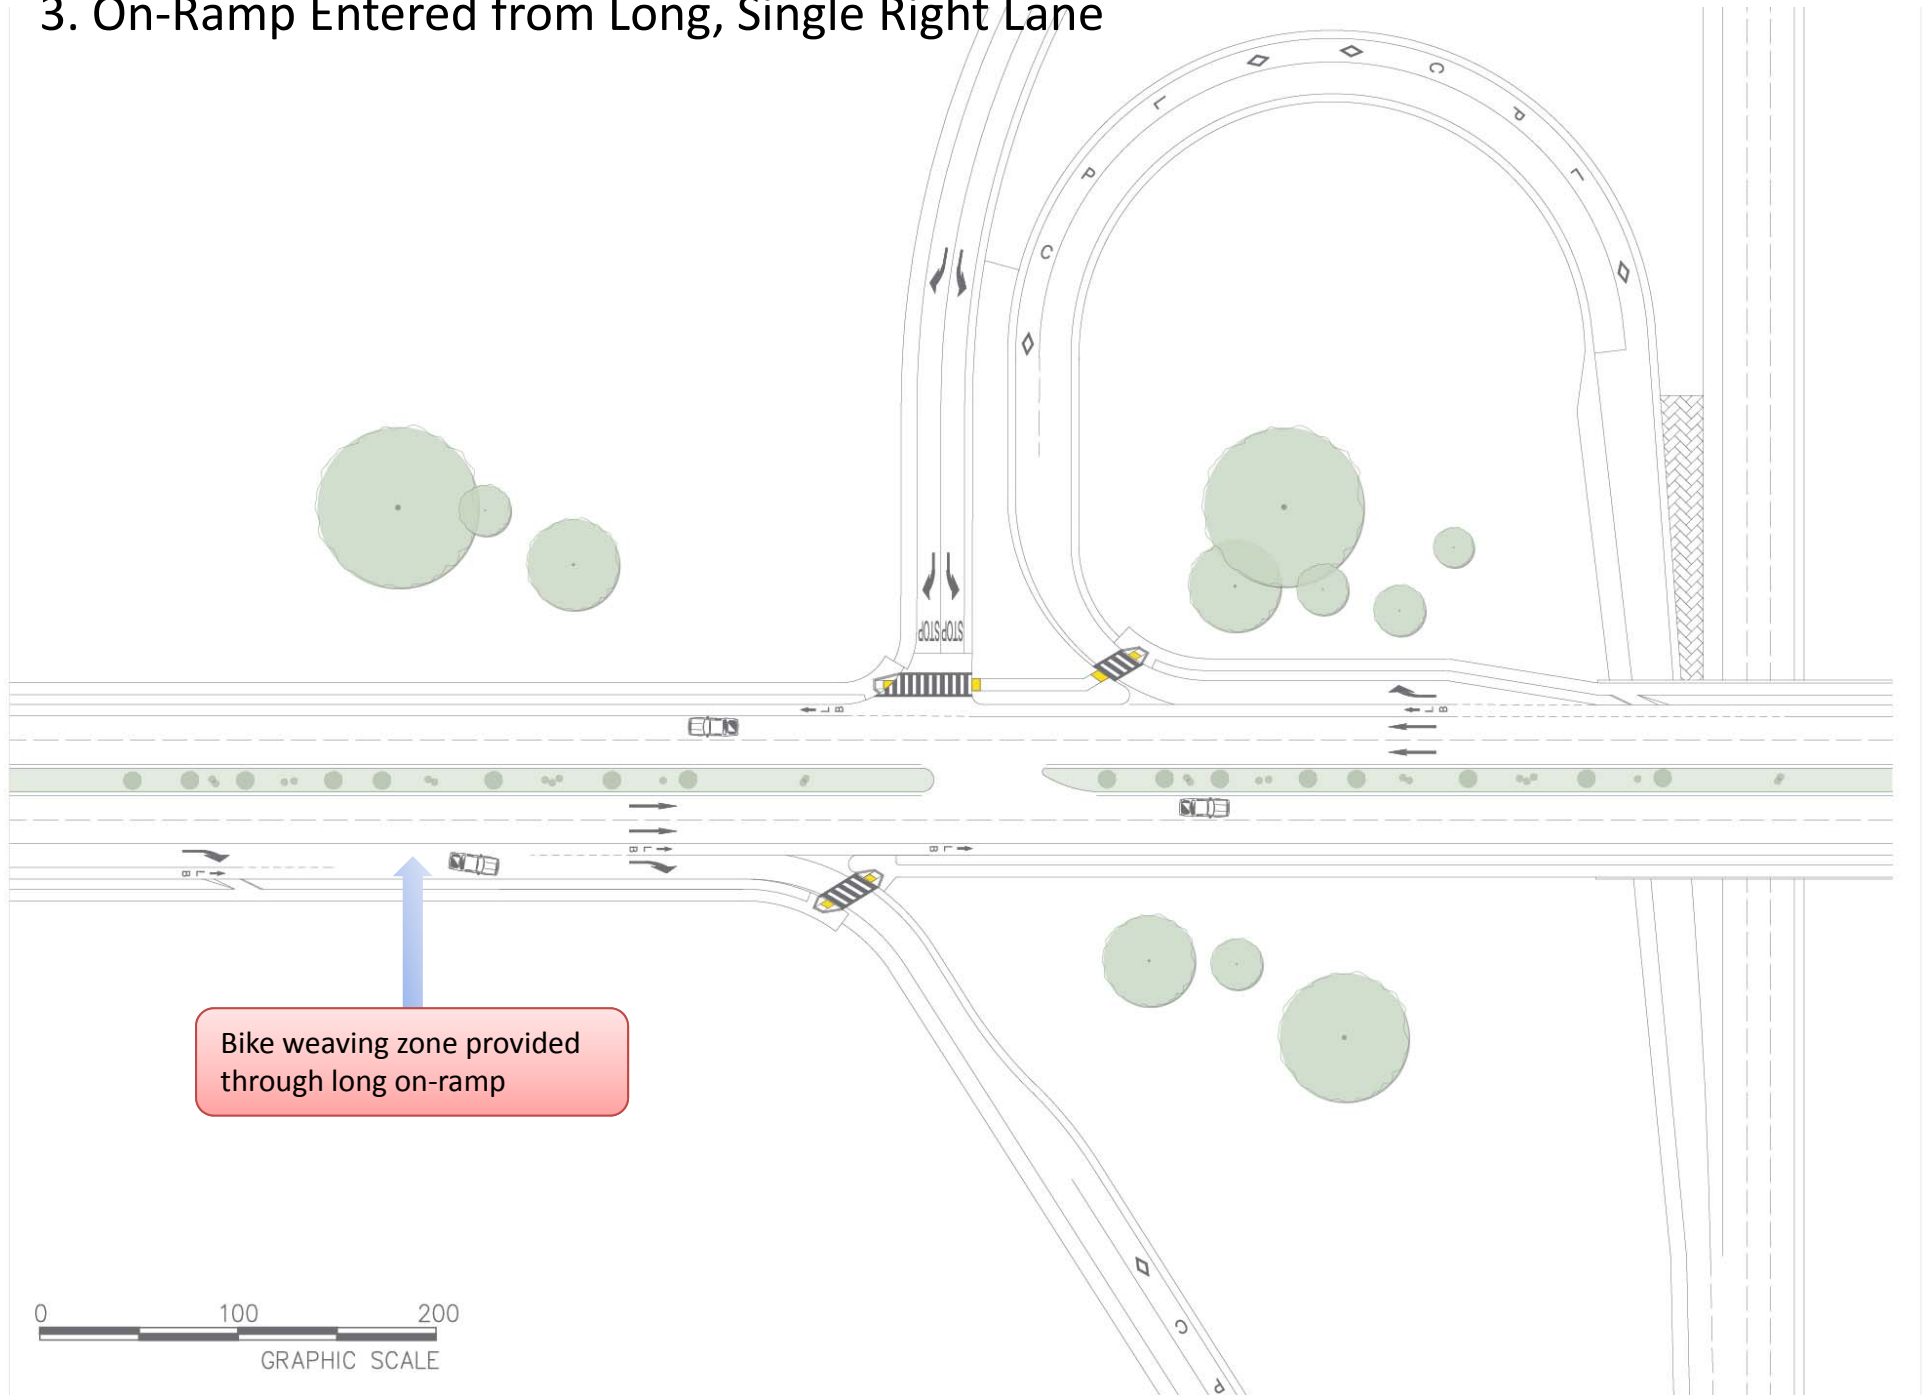 3. On-Ramp Entered from Long, Single Right Lane
C
P
L
C
P
L
C
P
L
STOP STOP
B L
B L
B L
B L
B L
Bike weaving zone provided
through long on-ramp
C
P
0 100 200
GRAPHIC SCALE